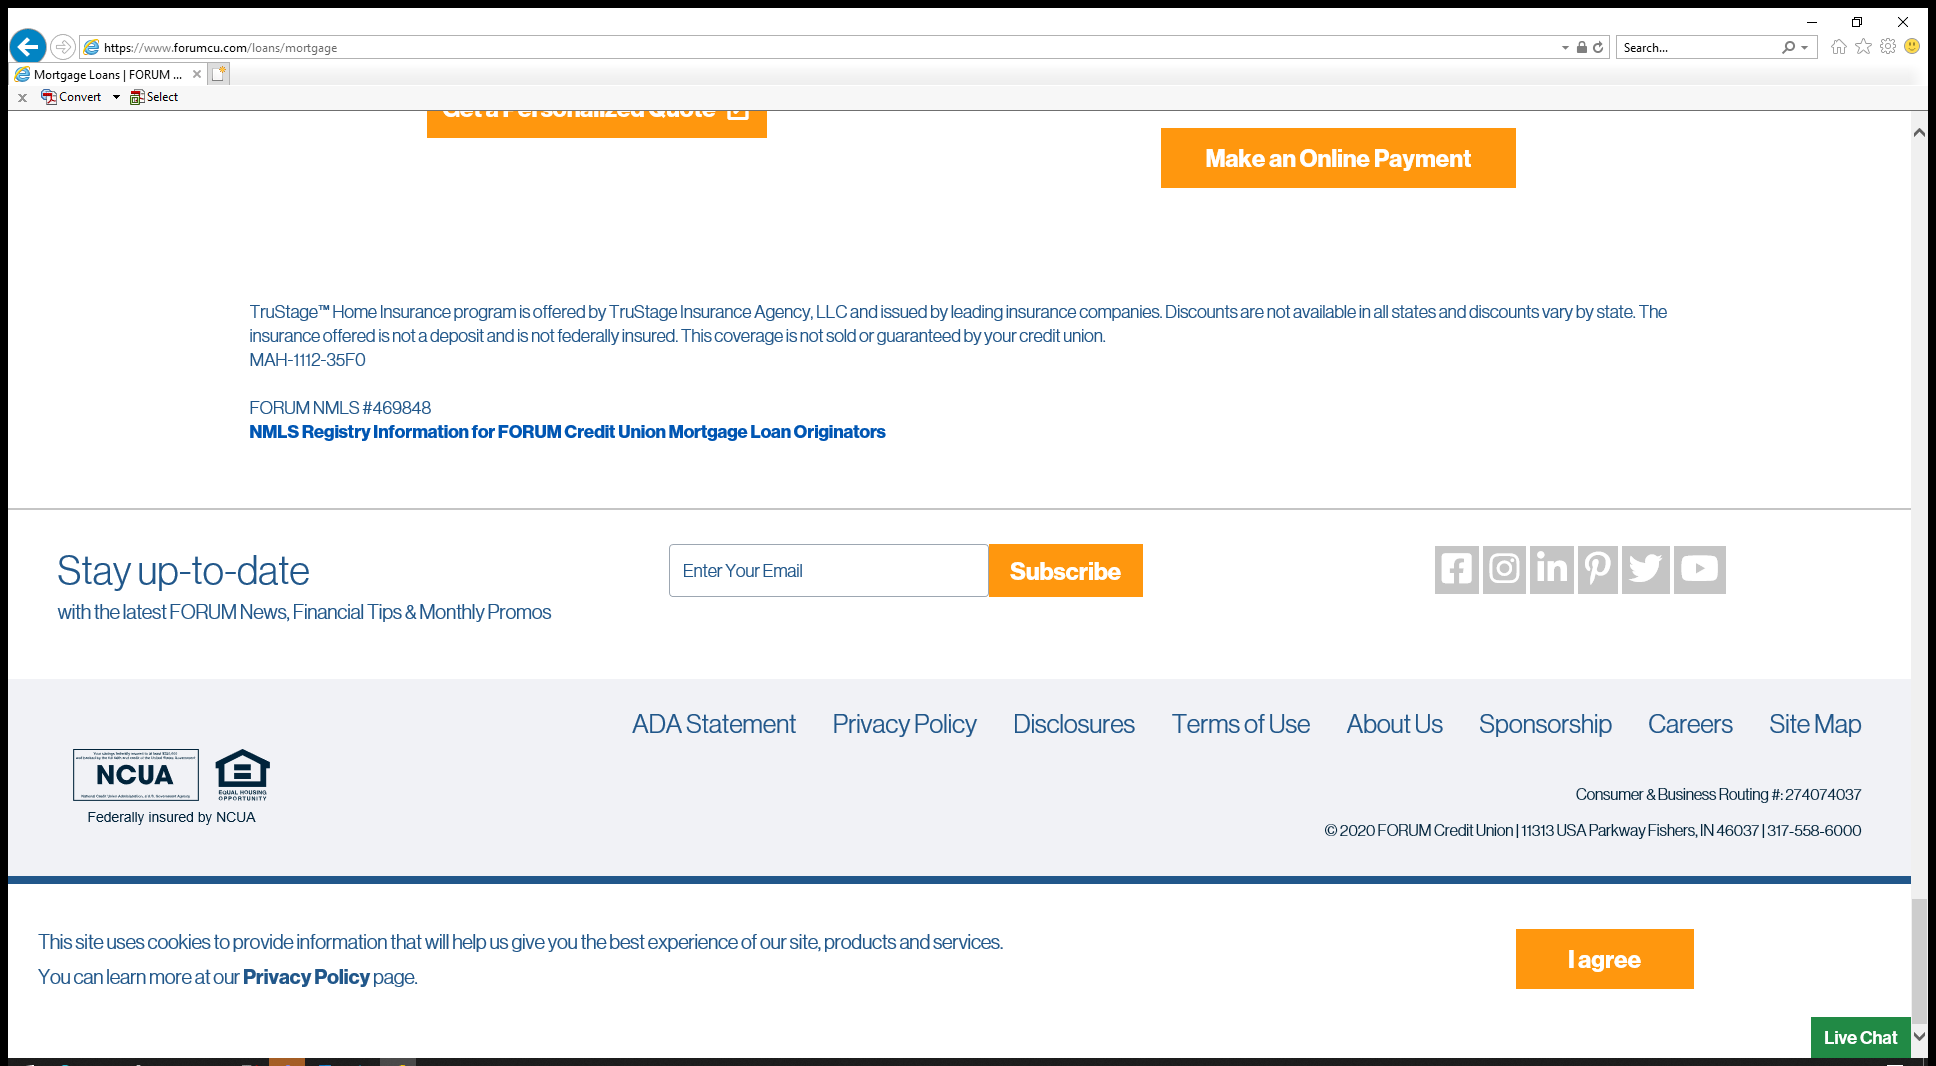 https://www.forumcu.com/loans/mortgage
Search...
Mortgage Loans | FORUM ...
Convert
Select
Get a Personalized Quote
Make an Online Payment
TruStage™ Home Insurance program is offered by TruStage Insurance Agency, LLC and issued by leading insurance companies. Discounts are not available in all states and discounts vary by state. The
insurance offered is not a deposit and is not federally insured. This coverage is not sold or guaranteed by your credit union.
MAH-1112-35F0
FORUM NMLS #469848
NMLS Registry Information for FORUM Credit Union Mortgage Loan Originators
Stay up-to-date
with the latest FORUM News, Financial Tips & Monthly Promos
Enter Your Email
Subscribe
ADA Statement Privacy Policy Disclosures Terms of Use About Us Sponsorship Careers Site Map
NCUA
National Credit Union Administration, a U.S. Government Agency
EQUAL HOUSING
OPPORTUNITY
Federally insured by NCUA
Consumer & Business Routing #: 274074037
© 2020 FORUM Credit Union | 11313 USA Parkway Fishers, IN 46037 | 317-558-6000
This site uses cookies to provide information that will help us give you the best experience of our site, products and services.
You can learn more at our Privacy Policy page.
I agree
Live Chat